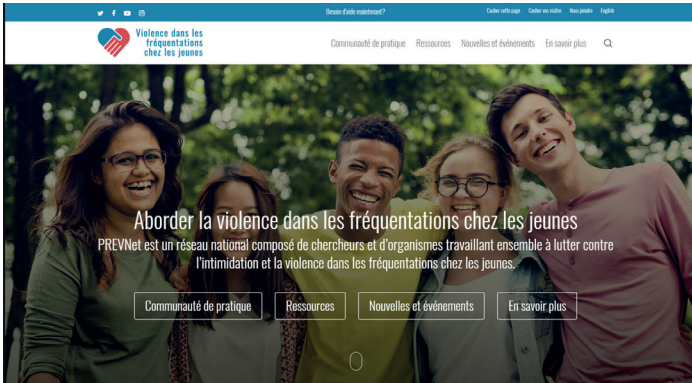 Besoin d'aide maintenant?
Cacher cette page Cacher vos visites Nous joindre English
Violence dans les
fréquentations
chez les jeunes
Communauté de pratique Ressources Nouvelles et événements En savoir plus
Aborder la violence dans les fréquentations chez les jeunes
PREVNet est un réseau national composé de chercheurs et d'organismes travaillant ensemble à lutter contre
l'intimidation et la violence dans les fréquentations chez les jeunes.
Communauté de pratique Ressources Nouvelles et événements En savoir plus